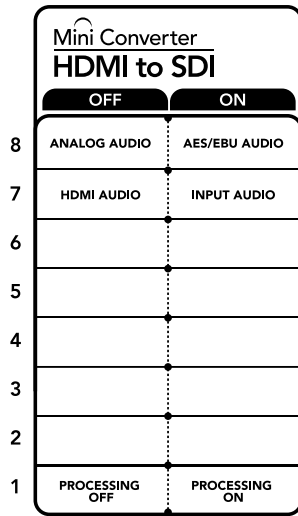 Mini Converter
HDMI to SDI
OFF ON
8 ANALOG AUDIO AES/EBU AUDIO
7 HDMI AUDIO INPUT AUDIO
6
5
4
3
2
1 PROCESSING OFF PROCESSING ON